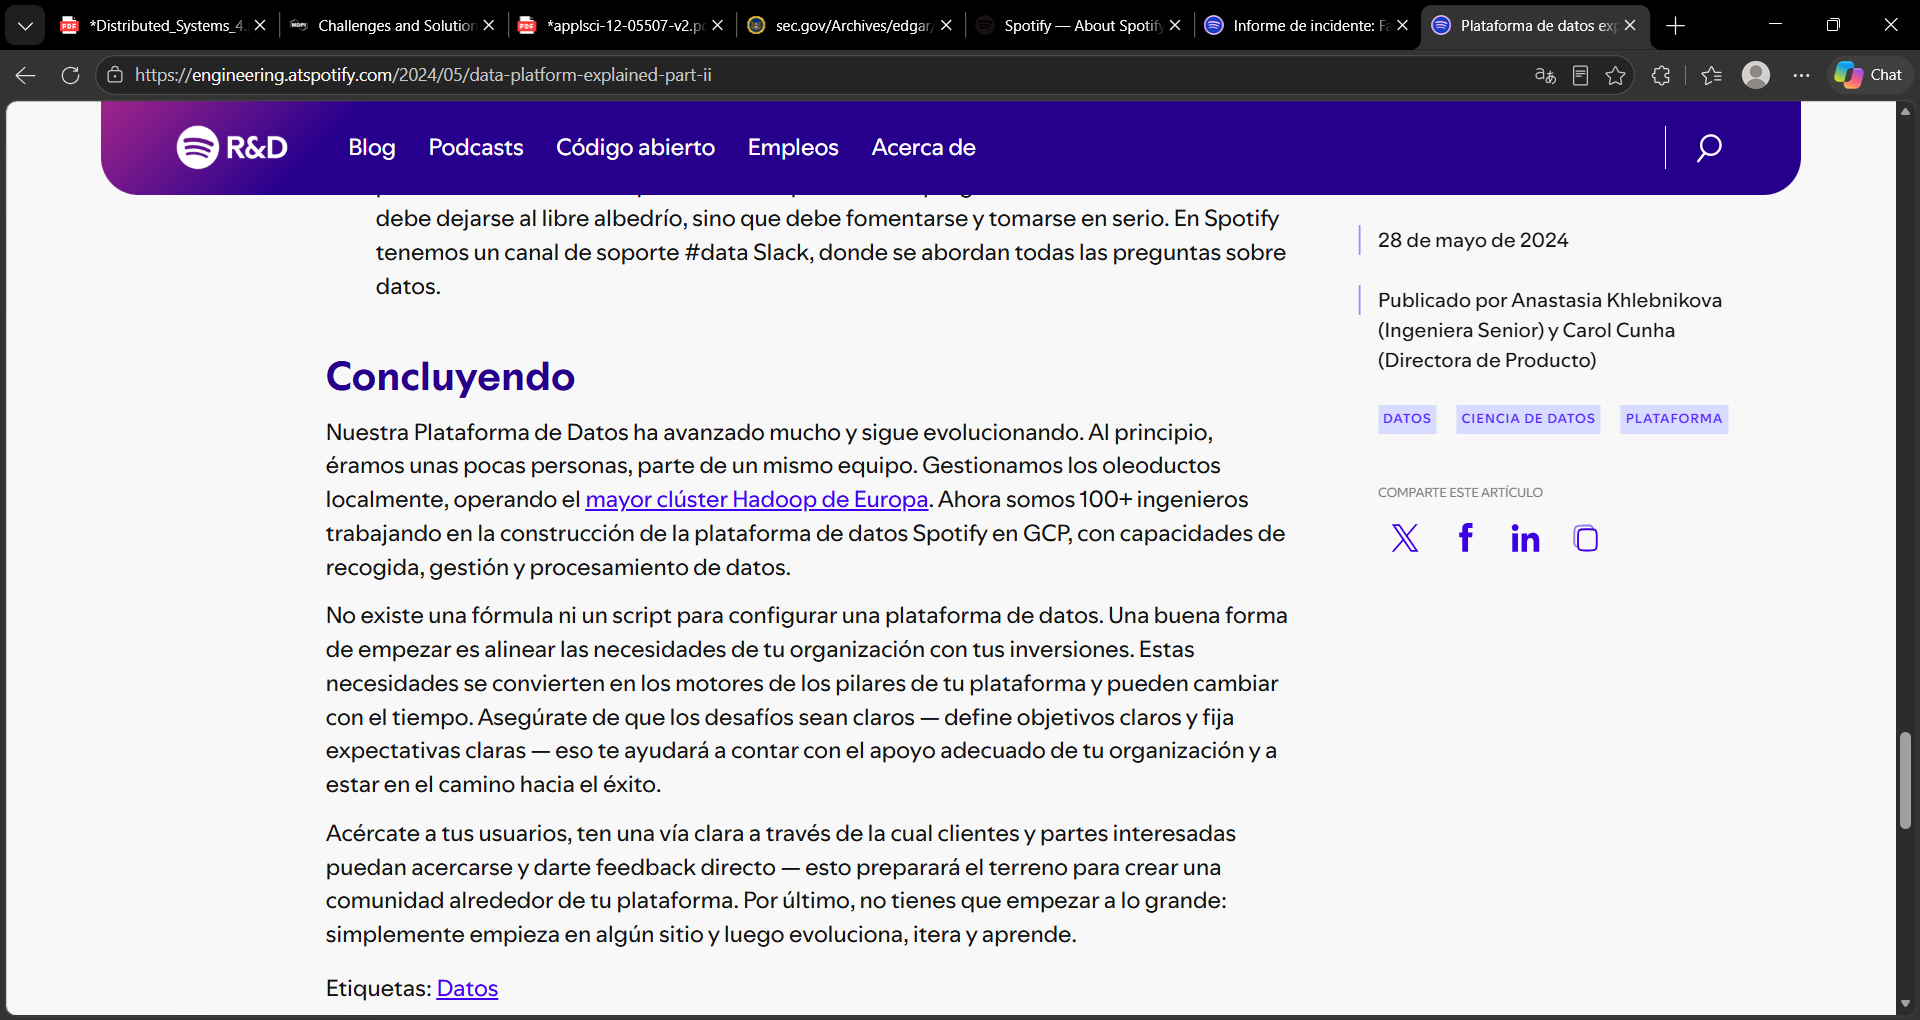 *Distributed_Systems_4.
Challenges and Solution
*applsci-12-05507-v2.p
sec.gov/Archives/edgar
Spotify — About Spotify
Informe de incidente: Fa
Plataforma de datos exp
https://engineering.atspotify.com/2024/05/data-platform-explained-part-ii
Chat
R&D
Blog
Podcasts
Código abierto
Empleos
Acerca de
debe dejarse al libre albedrío, sino que debe fomentarse y tomarse en serio. En Spotify
tenemos un canal de soporte #data Slack, donde se abordan todas las preguntas sobre
datos.
28 de mayo de 2024
Publicado por Anastasia Khlebnikova
(Ingeniera Senior) y Carol Cunha
(Directora de Producto)
DATOS
CIENCIA DE DATOS
PLATAFORMA
COMPARTE ESTE ARTÍCULO
Concluyendo
Nuestra Plataforma de Datos ha avanzado mucho y sigue evolucionando. Al principio,
éramos unas pocas personas, parte de un mismo equipo. Gestionamos los oleoductos
localmente, operando el mayor clúster Hadoop de Europa. Ahora somos 100+ ingenieros
trabajando en la construcción de la plataforma de datos Spotify en GCP, con capacidades de
recogida, gestión y procesamiento de datos.
No existe una fórmula ni un script para configurar una plataforma de datos. Una buena forma
de empezar es alinear las necesidades de tu organización con tus inversiones. Estas
necesidades se convierten en los motores de los pilares de tu plataforma y pueden cambiar
con el tiempo. Asegúrate de que los desafíos sean claros — define objetivos claros y fija
expectativas claras — eso te ayudará a contar con el apoyo adecuado de tu organización y a
estar en el camino hacia el éxito.
Acércate a tus usuarios, ten una vía clara a través de la cual clientes y partes interesadas
puedan acercarse y darte feedback directo — esto preparará el terreno para crear una
comunidad alrededor de tu plataforma. Por último, no tienes que empezar a lo grande:
simplemente empieza en algún sitio y luego evoluciona, itera y aprende.
Etiquetas: Datos